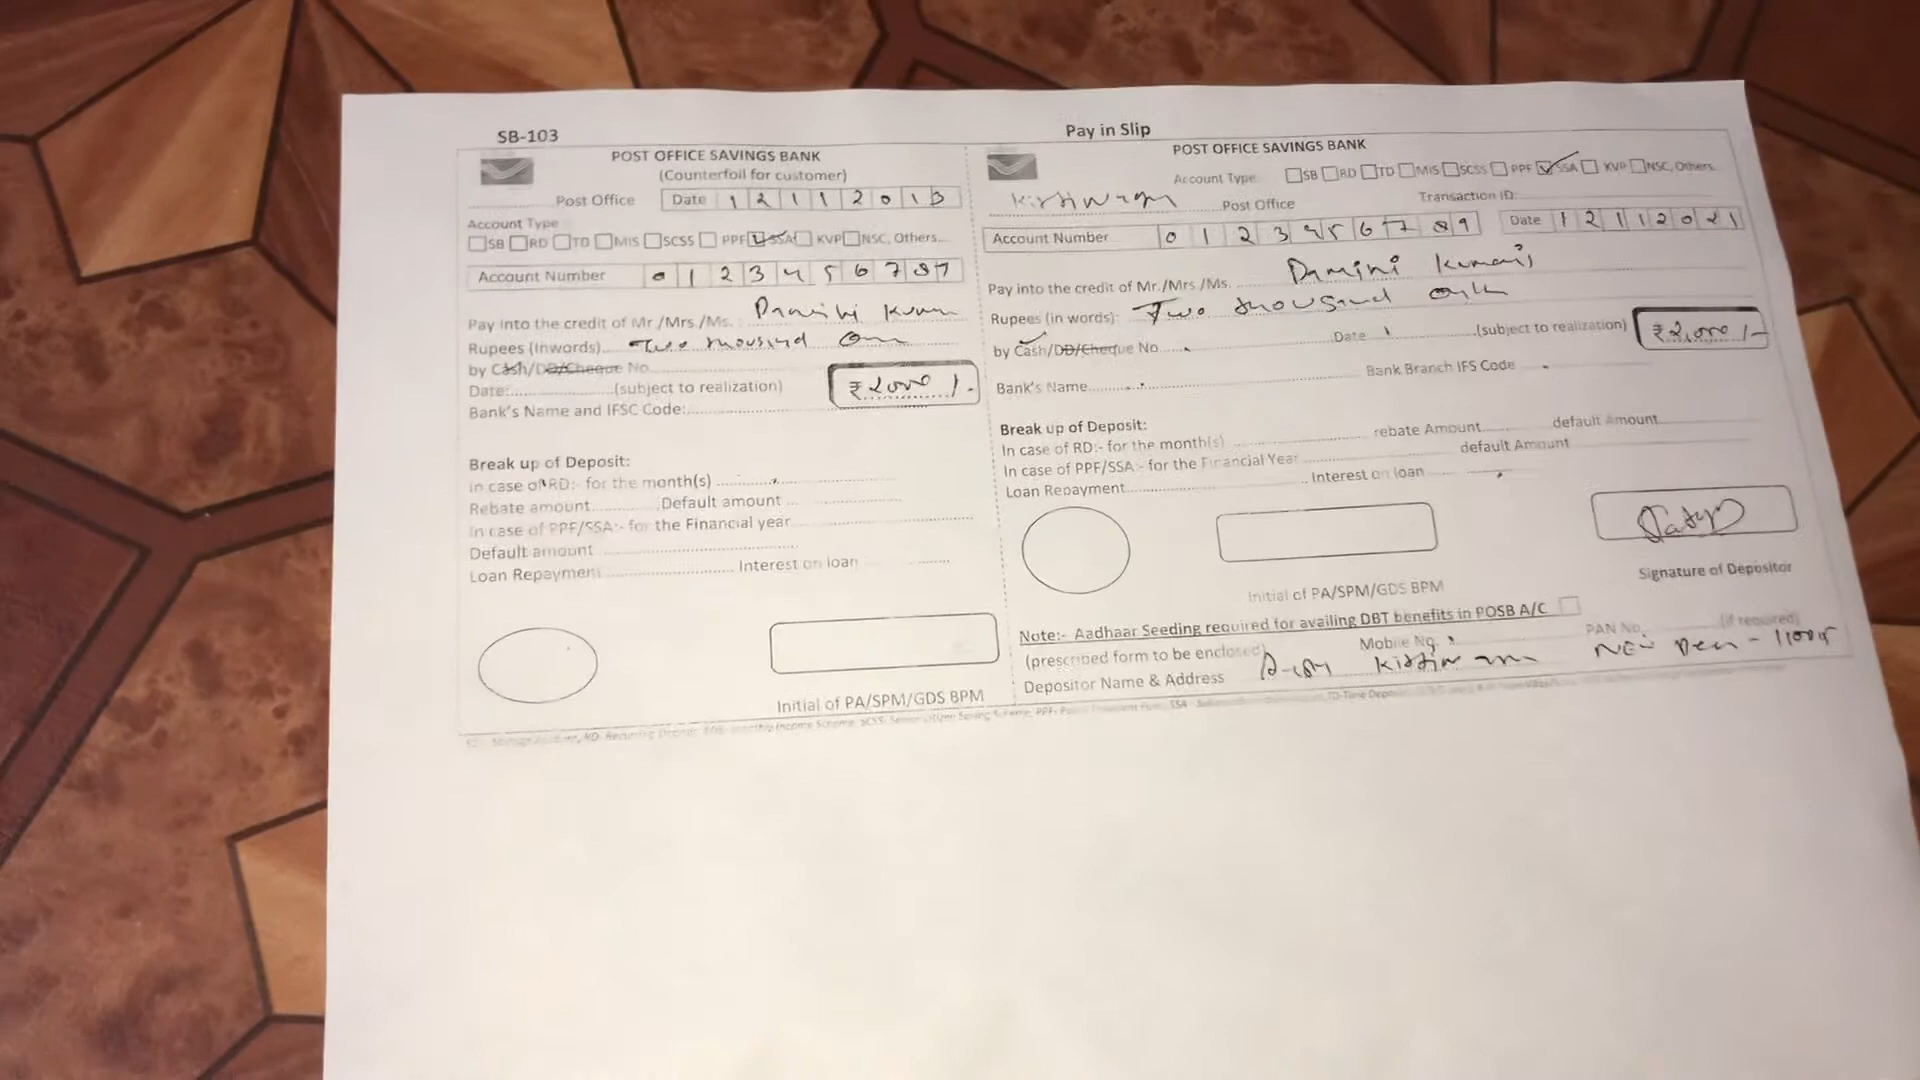 SB-103
POST OFFICE SAVINGS BANK
(Counterfoil for customer)
Post Office Date 1 2 1 1 2 0 1 3
Account Type
SB RD TD MIS SCSS PPF SSA KVP NSC, Others
Account Number 0 1 2 3 4 5 6 7 8 9
Pay into the credit of Mr./Mrs./Ms.
Rupees (Inwords) Two thousand
by Cash/DD/Cheque No
Date: (subject to realization) ₹ 2,000 /-
Bank's Name and IFSC Code:
Break up of Deposit:
In case of RD:- for the month(s)
Rebate amount Default amount
In case of PPF/SSA:- for the Financial year
Default amount
Loan Repayment Interest on loan
Initial of PA/SPM/GDS BPM
Pay in Slip
POST OFFICE SAVINGS BANK
Account Type: SB RD TD MIS SCSS PPF SSA KVP NSC, Others.
Post Office Transaction ID:
Account Number 0 1 2 3 4 5 6 7 8 9 Date 1 2 1 1 2 0 2 1
Pay into the credit of Mr./Mrs./Ms. Damini Kumari
Rupees (in words): Two thousand only
by Cash/DD/Cheque No. Date (subject to realization) ₹ 2,000 /-
Bank's Name Bank Branch IFS Code
Break up of Deposit:
In case of RD:- for the month(s) rebate Amount default Amount
In case of PPF/SSA:- for the Financial Year default Amount
Loan Repayment Interest on loan
Signature of Depositor
Initial of PA/SPM/GDS BPM
Note:- Aadhaar Seeding required for availing DBT benefits in POSB A/C
(prescribed form to be enclosed) Mobile No. PAN No. (if required)
Depositor Name & Address